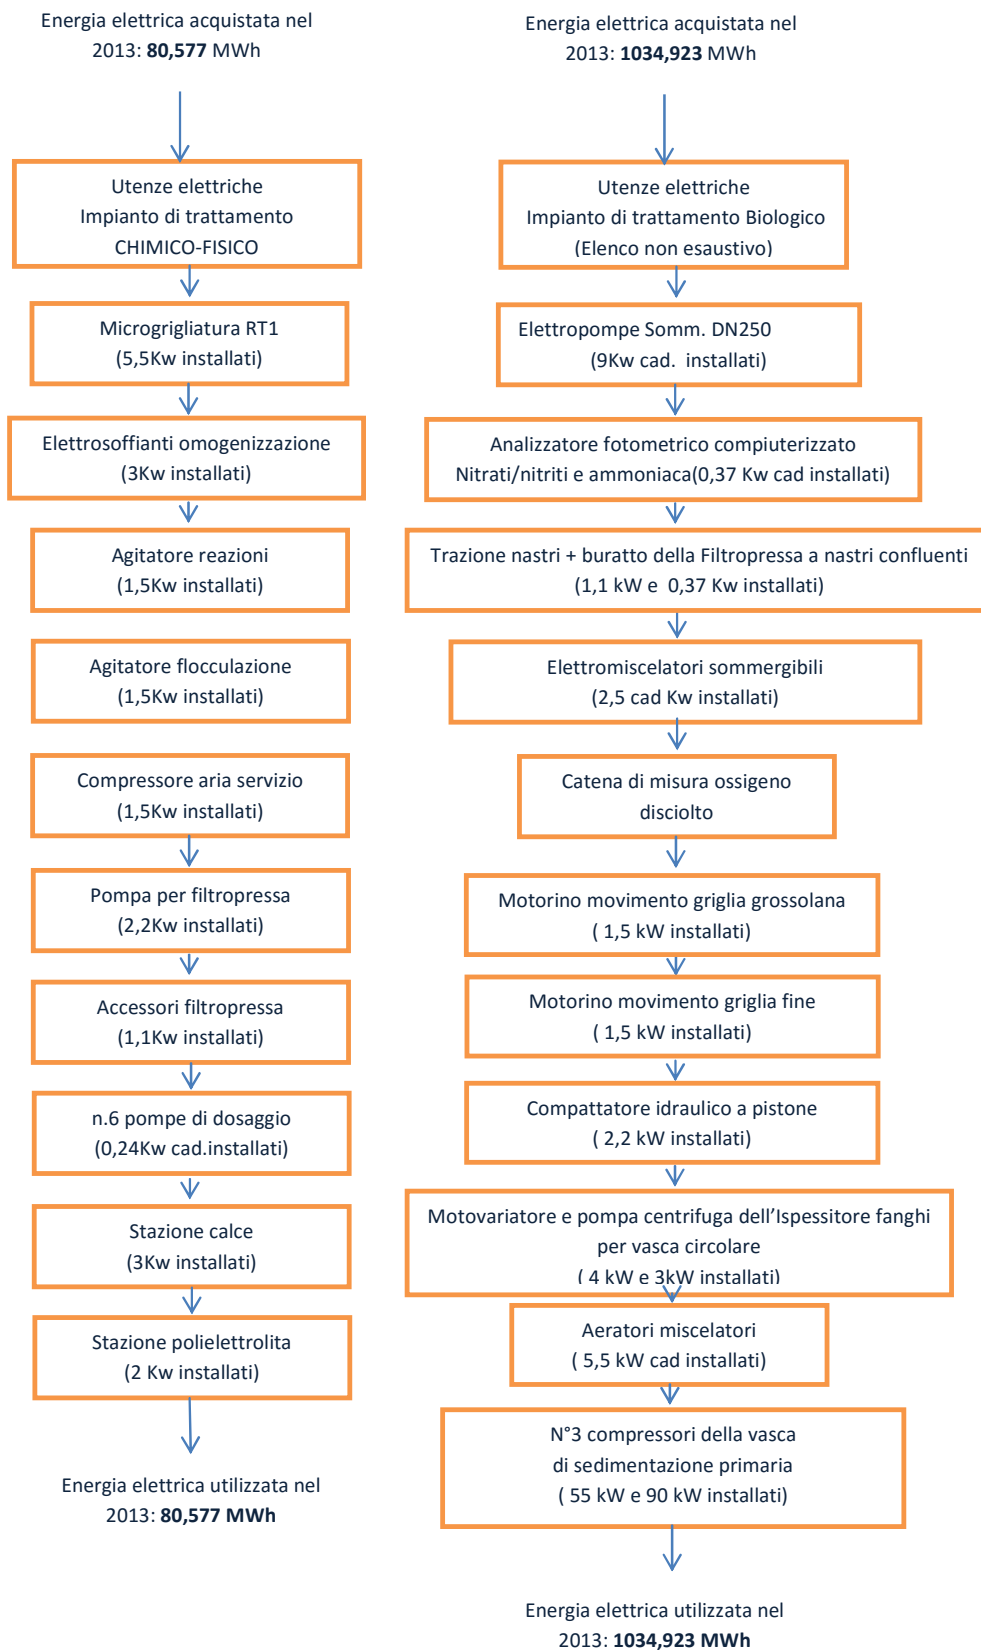 Energia elettrica acquistata nel
2013: 80,577 MWh
Utenze elettriche
Impianto di trattamento
CHIMICO-FISICO
Microgrigliatura RT1
(5,5Kw installati)
Elettrosoffianti omogenizzazione
(3Kw installati)
Agitatore reazioni
(1,5Kw installati)
Agitatore flocculazione
(1,5Kw installati)
Compressore aria servizio
(1,5Kw installati)
Pompa per filtropressa
(2,2Kw installati)
Accessori filtropressa
(1,1Kw installati)
n.6 pompe di dosaggio
(0,24Kw cad.installati)
Stazione calce
(3Kw installati)
Stazione polielettrolita
(2 Kw installati)
Energia elettrica utilizzata nel
2013: 80,577 MWh
Energia elettrica acquistata nel
2013: 1034,923 MWh
Utenze elettriche
Impianto di trattamento Biologico
(Elenco non esaustivo)
Elettropompe Somm. DN250
(9Kw cad. installati)
Analizzatore fotometrico compiuterizzato
Nitrati/nitriti e ammoniaca(0,37 Kw cad installati)
Trazione nastri + buratto della Filtropressa a nastri confluenti
(1,1 kW e 0,37 Kw installati)
Elettromiscelatori sommergibili
(2,5 cad Kw installati)
Catena di misura ossigeno
disciolto
Motorino movimento griglia grossolana
( 1,5 kW installati)
Motorino movimento griglia fine
( 1,5 kW installati)
Compattatore idraulico a pistone
( 2,2 kW installati)
Motovariatore e pompa centrifuga dell'Ispessitore fanghi
per vasca circolare
( 4 kW e 3kW installati)
Aeratori miscelatori
( 5,5 kW cad installati)
N°3 compressori della vasca
di sedimentazione primaria
( 55 kW e 90 kW installati)
Energia elettrica utilizzata nel
2013: 1034,923 MWh